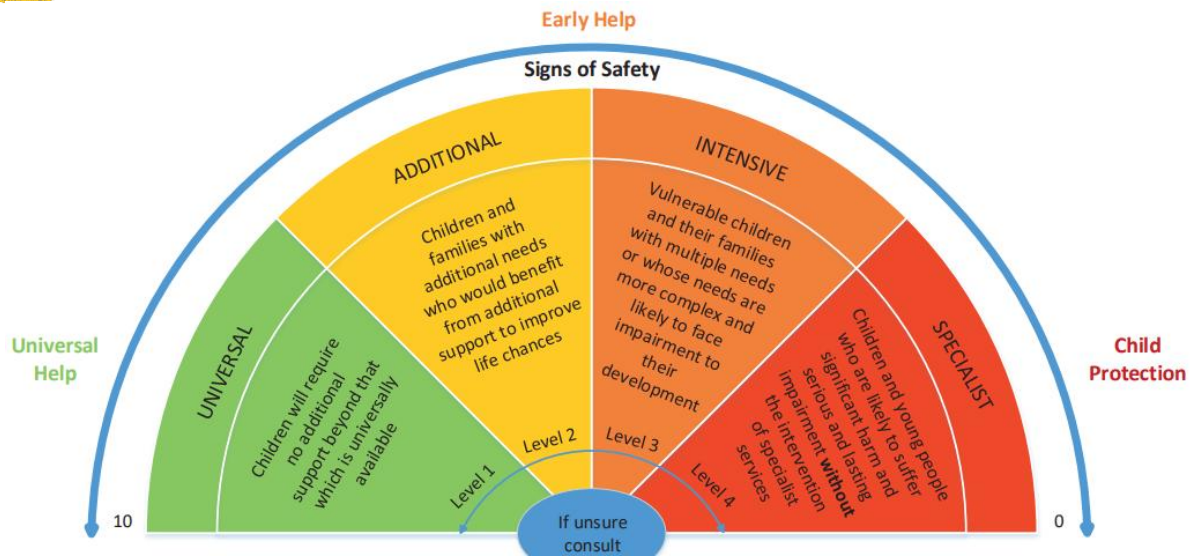 Early Help
Signs of Safety
Universal
Help
UNIVERSAL
Children will require
no additional
support beyond that
which is universally
available
Level 1
ADDITIONAL
Children and
families with
additional needs
who would benefit
from additional
support to improve
life chances
Level 2
INTENSIVE
Vulnerable children
and their families
with multiple needs
or whose needs are
more complex and
likely to face
impairment to
their
development
Level 3
SPECIALIST
Children and young people
who are likely to suffer
significant harm and
serious and lasting
impairment without
the intervention
of specialist
services
Level 4
Child
Protection
10
If unsure
consult
0